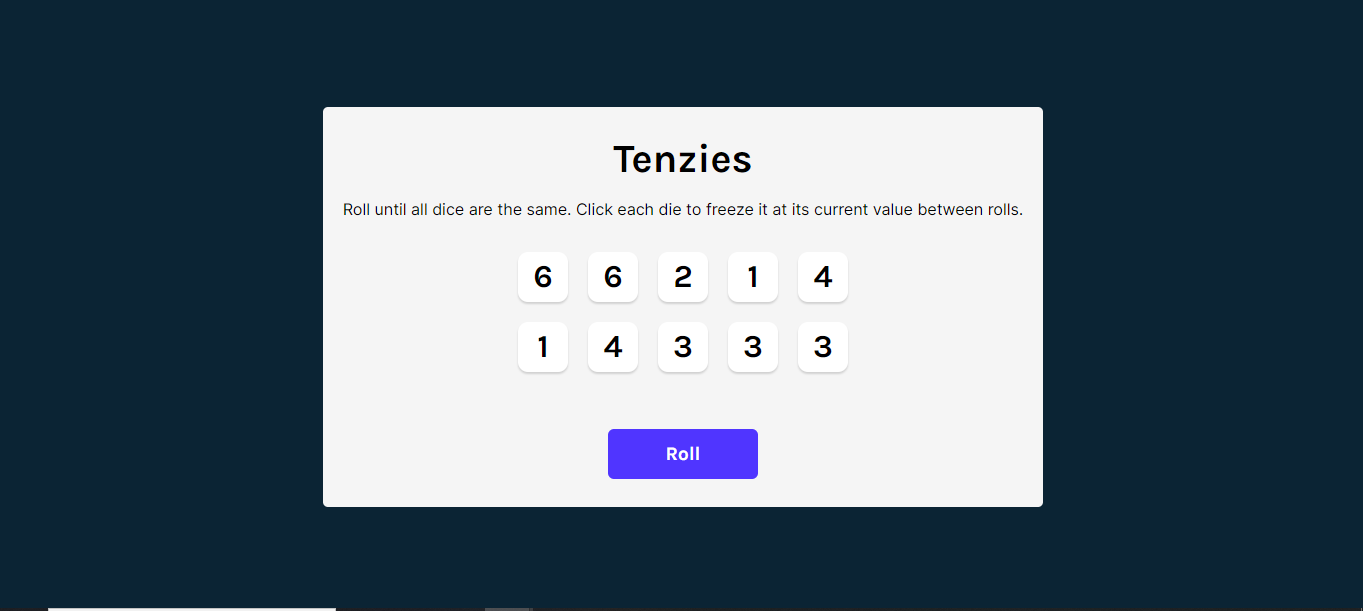 Tenzies
Roll until all dice are the same. Click each die to freeze it at its current value between rolls.
6 6 2 1 4
1 4 3 3 3
Roll